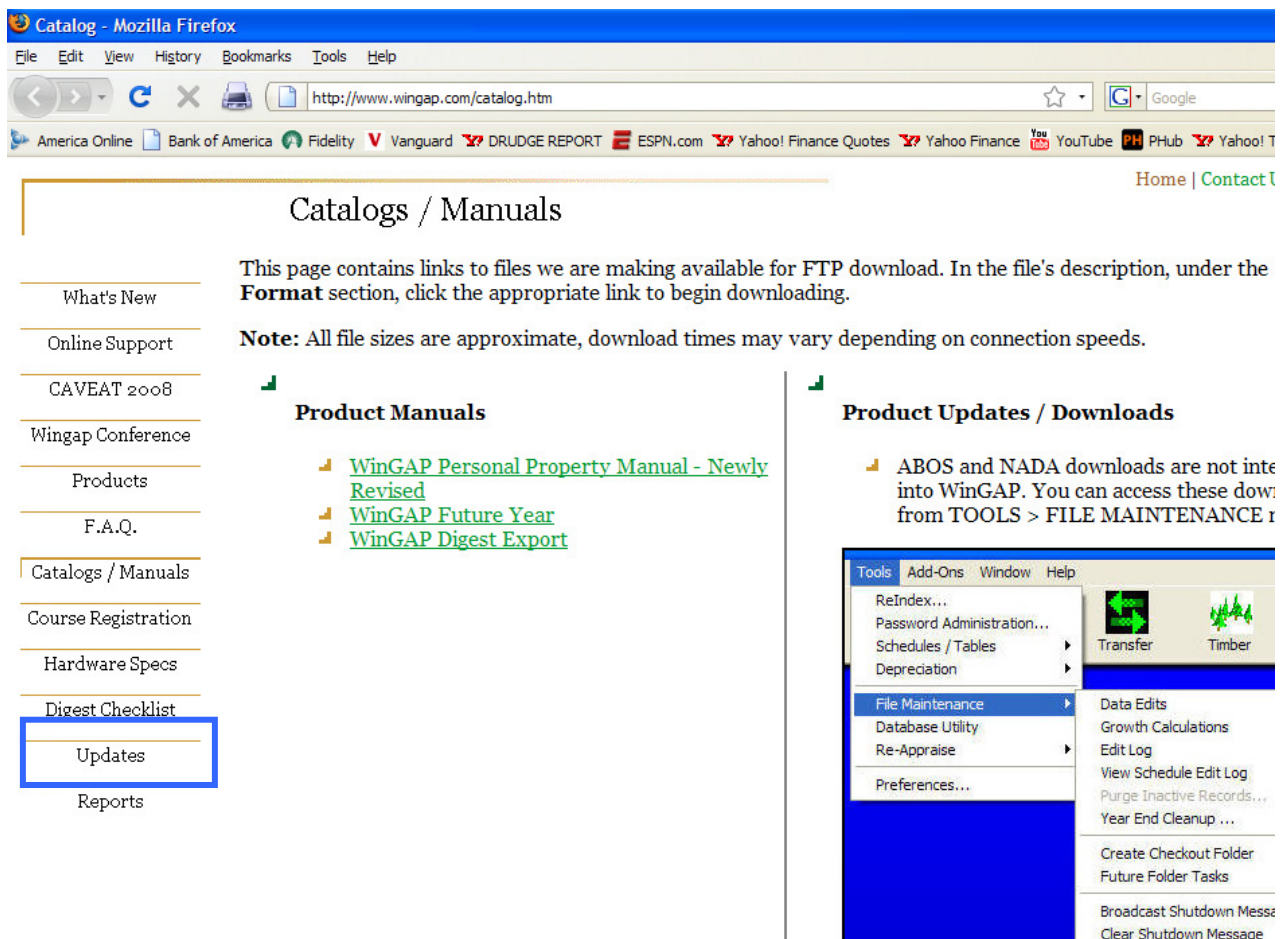 Catalog - Mozilla Firefox
File Edit View History Bookmarks Tools Help
http://www.wingap.com/catalog.htm
G Google
America Online Bank of America Fidelity V Vanguard Y? DRUDGE REPORT ESPN.com Y? Yahoo! Finance Quotes Y? Yahoo Finance You Tube YouTube PH PHub Y? Yahoo! T
Home | Contact U
Catalogs / Manuals
This page contains links to files we are making available for FTP download. In the file's description, under the
Format section, click the appropriate link to begin downloading.
Note: All file sizes are approximate, download times may vary depending on connection speeds.
What's New
Online Support
CAVEAT 2008
Wingap Conference
Products
F.A.Q.
Catalogs / Manuals
Course Registration
Hardware Specs
Digest Checklist
Updates
Reports
Product Manuals
WinGAP Personal Property Manual - Newly
Revised
WinGAP Future Year
WinGAP Digest Export
Product Updates / Downloads
ABOS and NADA downloads are not inte
into WinGAP. You can access these dow
from TOOLS > FILE MAINTENANCE
Tools Add-Ons Window Help
ReIndex...
Password Administration...
Schedules / Tables
Depreciation
File Maintenance
Database Utility
Re-Appraise
Preferences...
Transfer Timber
Data Edits
Growth Calculations
Edit Log
View Schedule Edit Log
Purge Inactive Records...
Year End Cleanup ...
Create Checkout Folder
Future Folder Tasks
Broadcast Shutdown Messa
Clear Shutdown Message